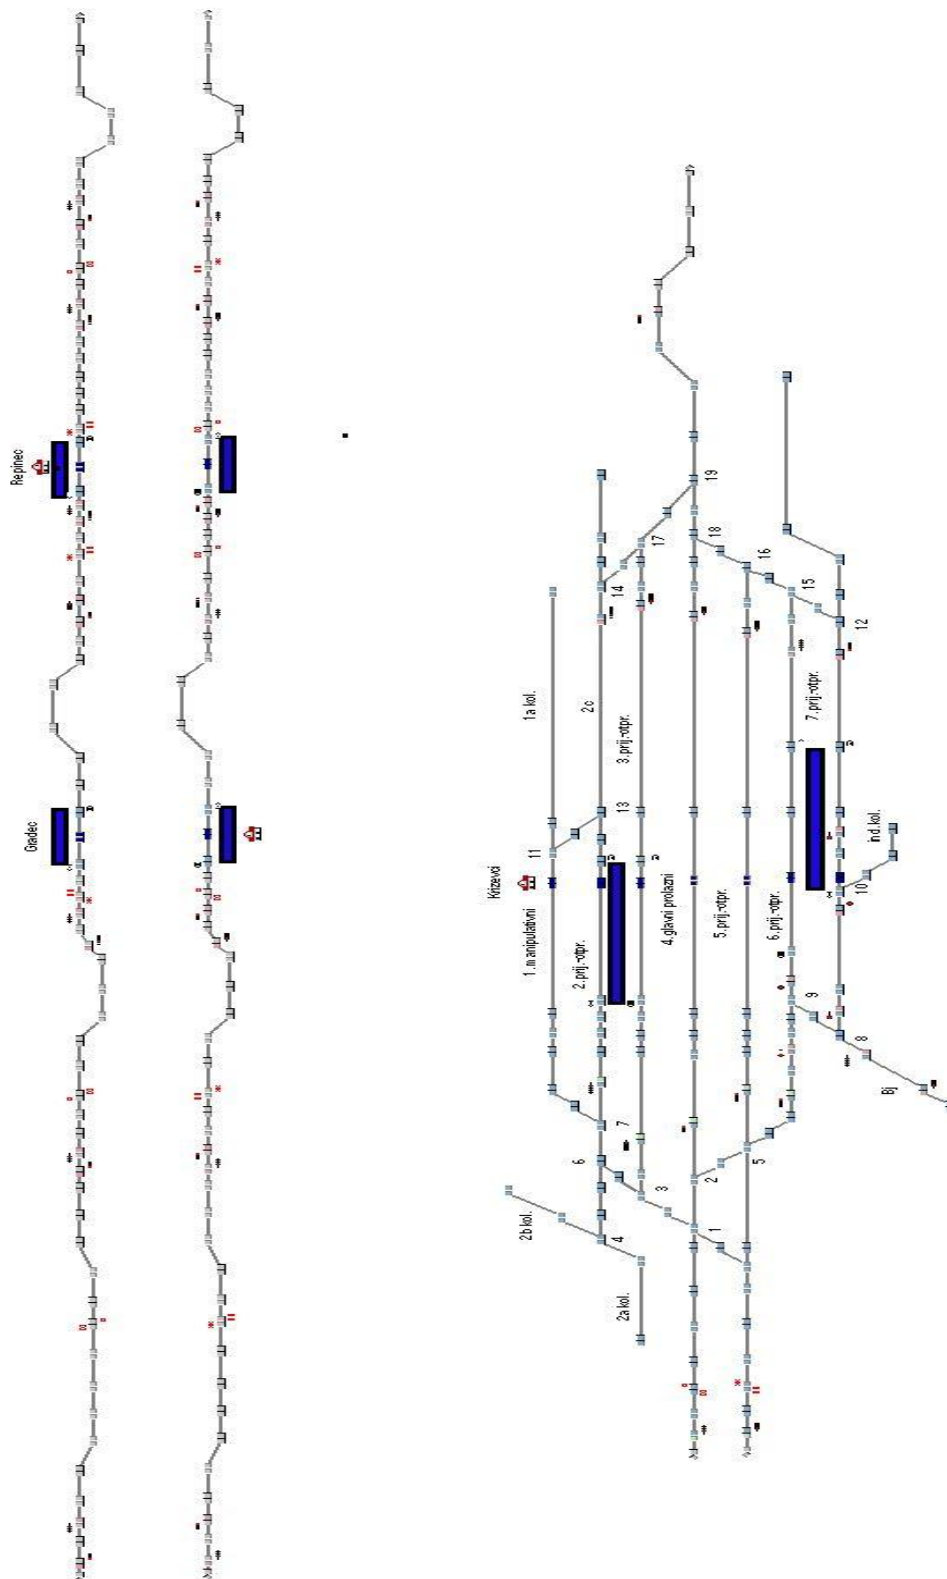 Repinec
Gradec
Križevci
1a kol.
2c
3.prij.-otpr.
7.prij.-otpr.
1.manipulativni
2.prij.-otpr.
4.glavni prolazni
5.prij.-otpr.
6.prij.-otpr.
ind.kol.
2b kol.
2a kol.
Bj
19
18
17
16
15
14
13
12
11
10
9
8
7
6
5
4
3
2
1